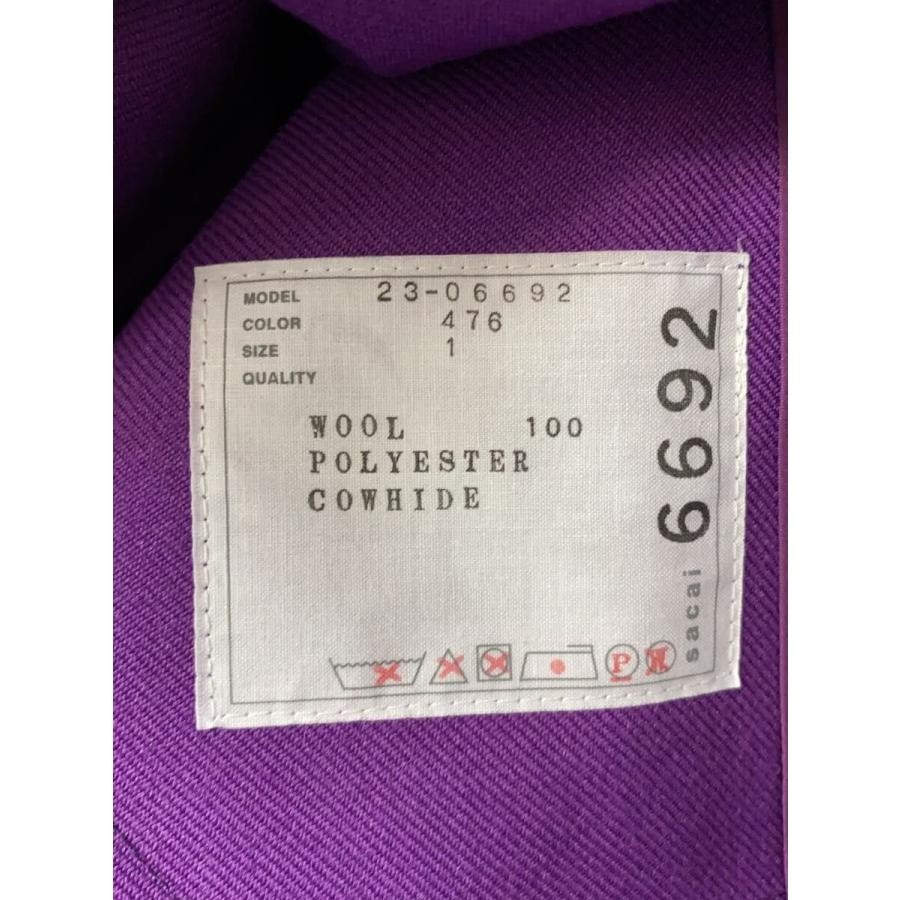 MODEL 23-06692
COLOR 476
SIZE 1
QUALITY
WOOL 100
POLYESTER
COWHIDE
P
W
sacai 6692